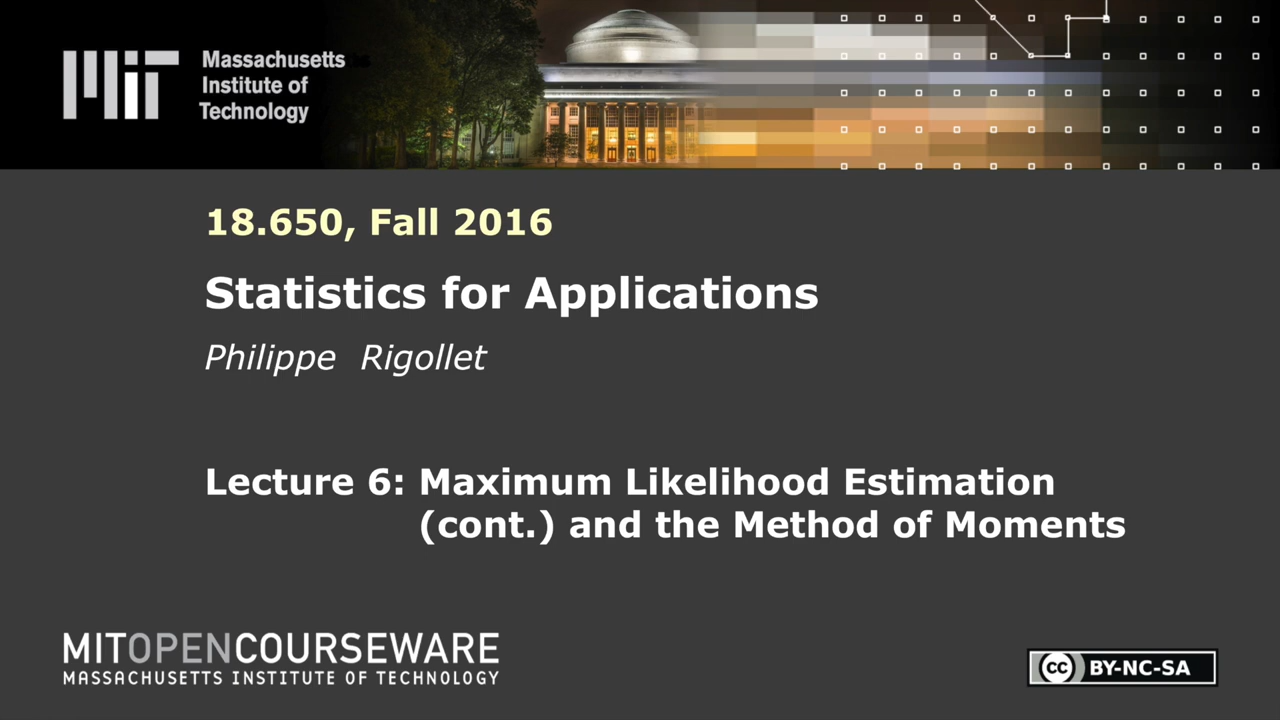 Massachusetts
Institute of
Technology
18.650, Fall 2016
Statistics for Applications
Philippe Rigollet
Lecture 6: Maximum Likelihood Estimation
(cont.) and the Method of Moments
MITOPENCOURSEWARE
MASSACHUSETTS INSTITUTE OF TECHNOLOGY
cc BY-NC-SA